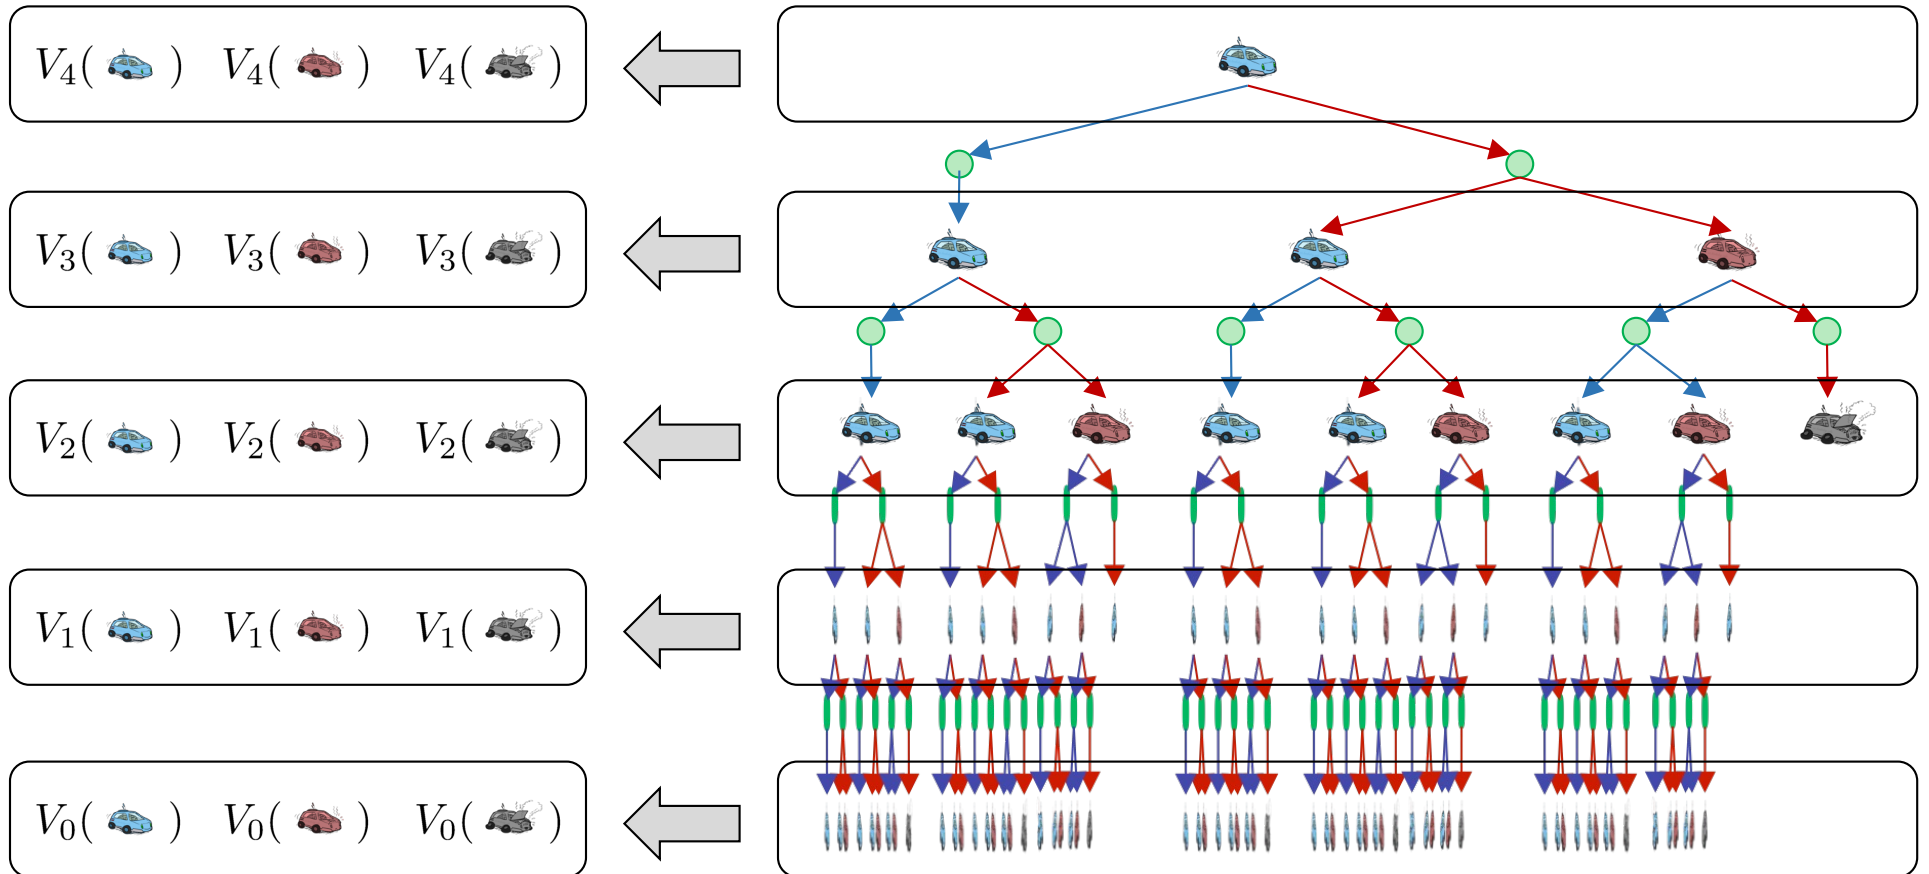 V₄( ) V₄( ) V₄( )
V₃( ) V₃( ) V₃( )
V₂( ) V₂( ) V₂( )
V₁( ) V₁( ) V₁( )
V₀( ) V₀( ) V₀( )